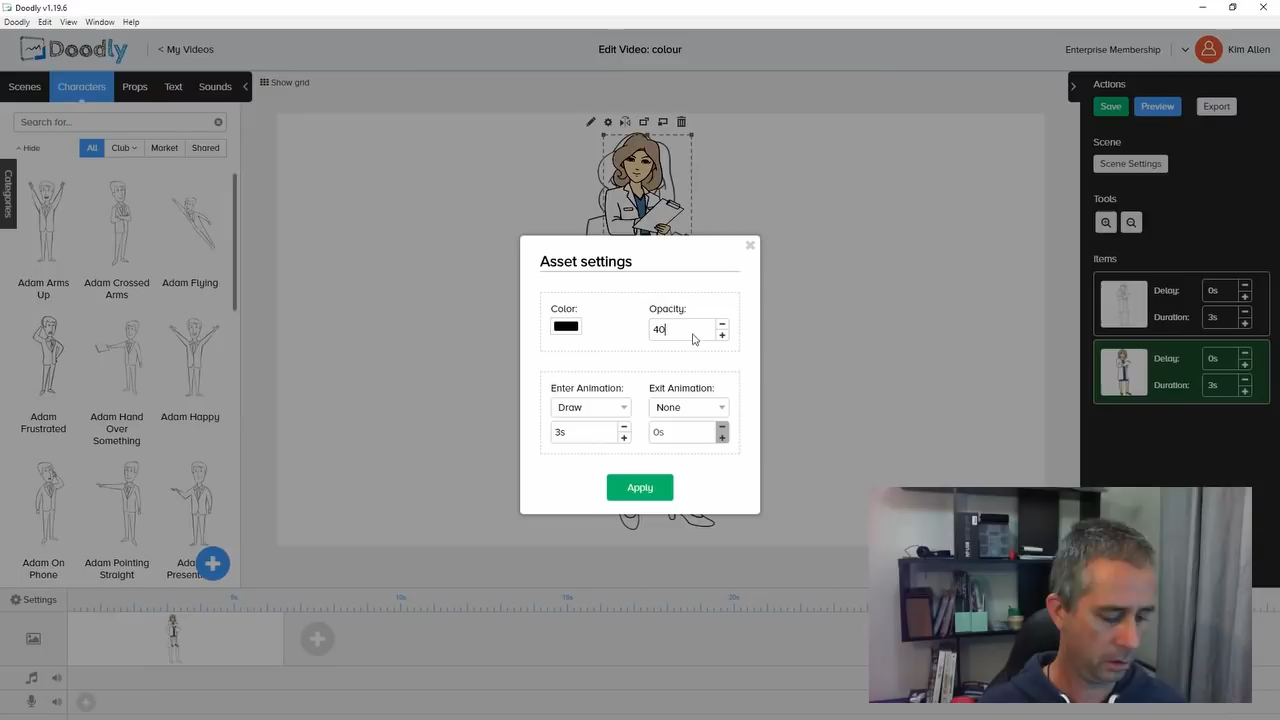 Doodly v1.19.6
Doodly Edit View Window Help
Doodly
< My Videos
Edit Video: colour
Enterprise Membership
Kim Allen
Scenes
Characters
Props
Text
Sounds
Show grid
Search for...
Hide
All
Club
Market
Shared
Categories
Adam Arms
Up
Adam Crossed
Arms
Adam Flying
Adam
Frustrated
Adam Hand
Over
Something
Adam Happy
Adam On
Phone
Adam Pointing
Straight
Asset settings
Color:
Opacity:
40
Enter Animation:
Exit Animation:
Draw
None
3s
0s
Apply
Actions
Save
Preview
Export
Scene
Scene Settings
Tools
Items
Delay:
0s
Duration:
3s
Delay:
0s
Duration:
3s
Settings
5s
10s
15s
20s